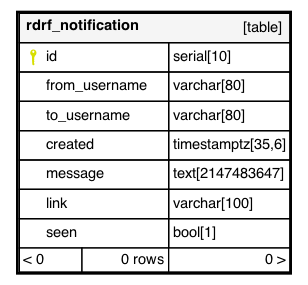 rdrf_notification [table]
id serial[10]
from_username varchar[80]
to_username varchar[80]
created timestamptz[35,6]
message text[2147483647]
link varchar[100]
seen bool[1]
< 0 0 rows 0 >